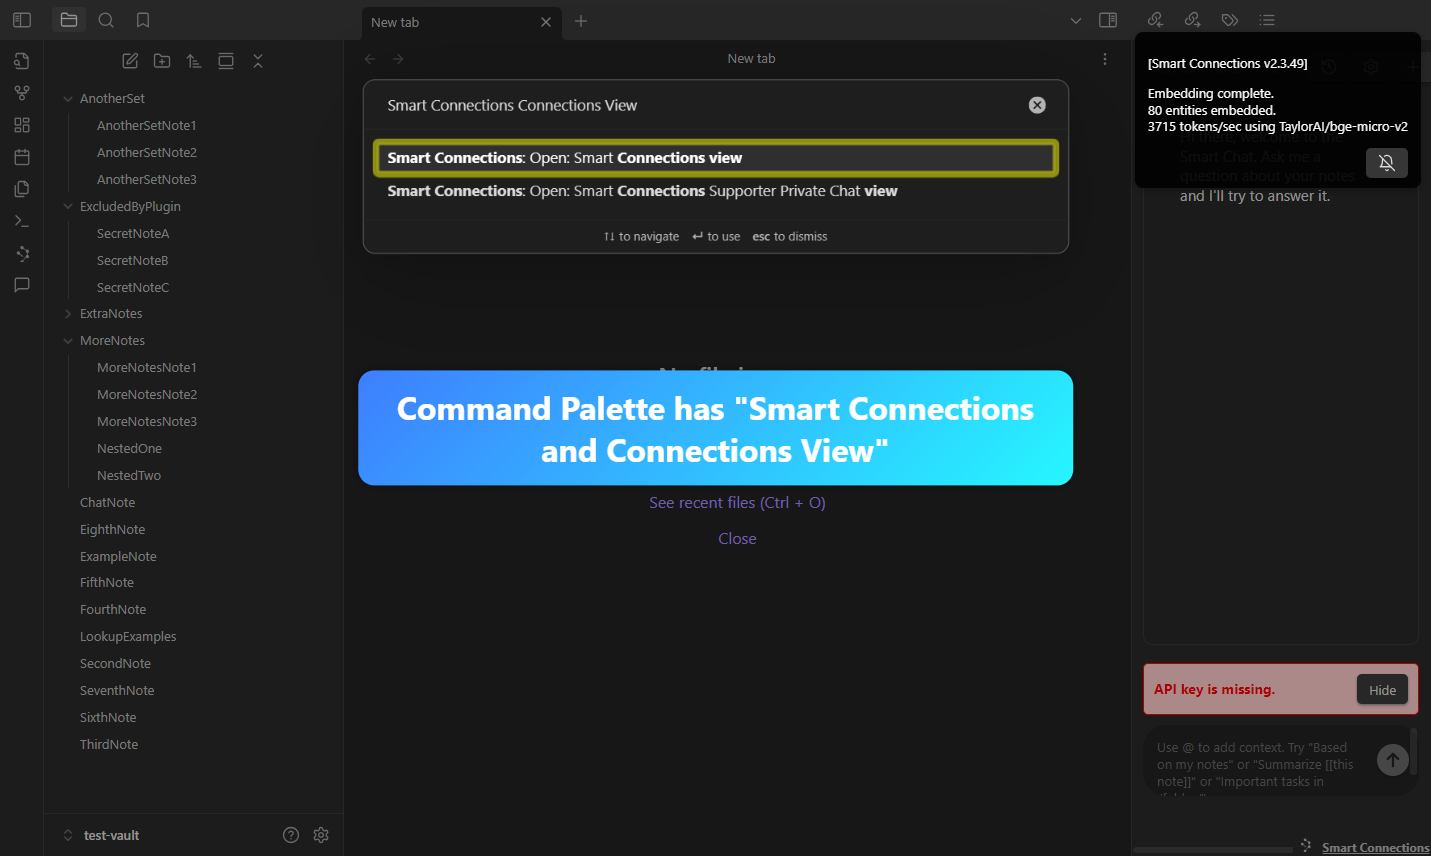 New tab
New tab
AnotherSet
AnotherSetNote1
AnotherSetNote2
AnotherSetNote3
ExcludedByPlugin
SecretNoteA
SecretNoteB
SecretNoteC
ExtraNotes
MoreNotes
MoreNotesNote1
MoreNotesNote2
MoreNotesNote3
NestedOne
NestedTwo
ChatNote
EighthNote
ExampleNote
FifthNote
FourthNote
LookupExamples
SecondNote
SeventhNote
SixthNote
ThirdNote
test-vault
Smart Connections Connections View
Smart Connections: Open: Smart Connections view
Smart Connections: Open: Smart Connections Supporter Private Chat view
↑↓ to navigate ↵ to use esc to dismiss
Command Palette has "Smart Connections
and Connections View"
See recent files (Ctrl + O)
Close
[Smart Connections v2.3.49]
Embedding complete.
80 entities embedded.
3715 tokens/sec using TaylorAI/bge-micro-v2
Smart Chat. Ask me a
question about your notes
and I'll try to answer it.
API key is missing.
Hide
Use @ to add context. Try "Based
on my notes" or "Summarize [[this
note]]" or "Important tasks in
Smart Connections